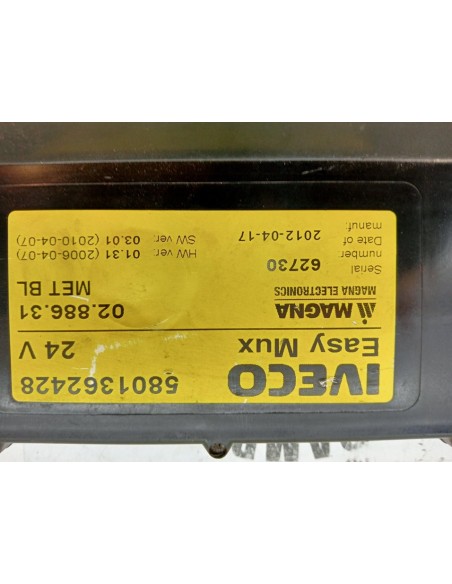 IVECO 5801362428
Easy Mux 24 V
MAGNA 02.886.31
MAGNA ELECTRONICS MET BL
Serial number 62730 HW ver. 01.31 (2006-04-07)
SW ver. 03.01 (2010-04-07)
Date of manuf. 2012-04-17